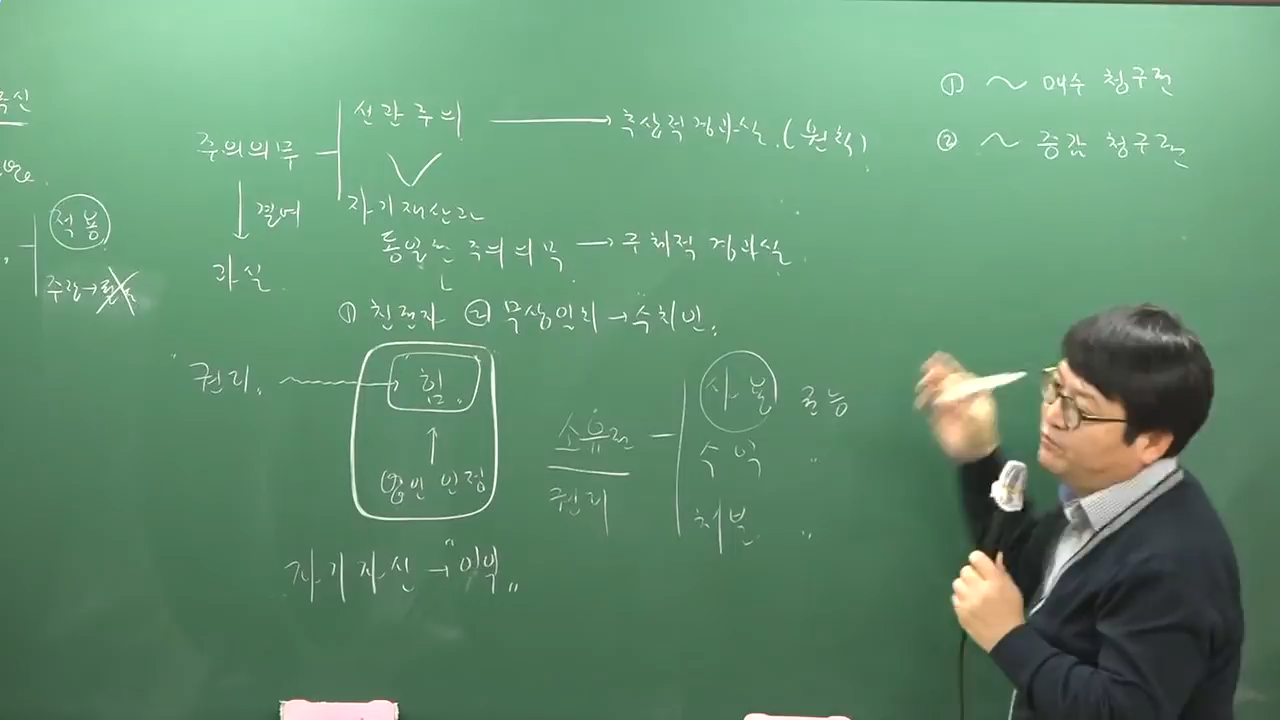 적용
주의의무
선관주의 → 추상적경과실.(원칙)
자기재산과
동일한 주의의무 → 구체적 경과실.
↓ 결여
과실.
① 친권자 ② 무상임치→수치인.
"권리. 힘"
↑
인정
자기자신 → "이익"
소유권
권리
사용 권능
수익 〃
처분 〃
① ~ 매수 청구권
② ~ 증감 청구권